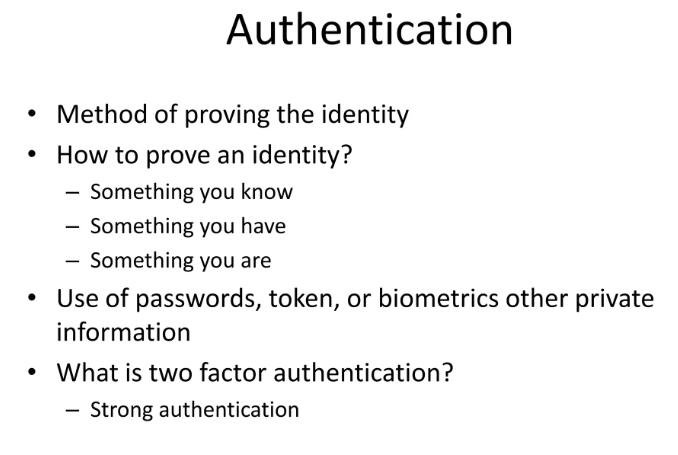 Authentication
• Method of proving the identity
• How to prove an identity?
– Something you know
– Something you have
– Something you are
• Use of passwords, token, or biometrics other private
information
• What is two factor authentication?
– Strong authentication